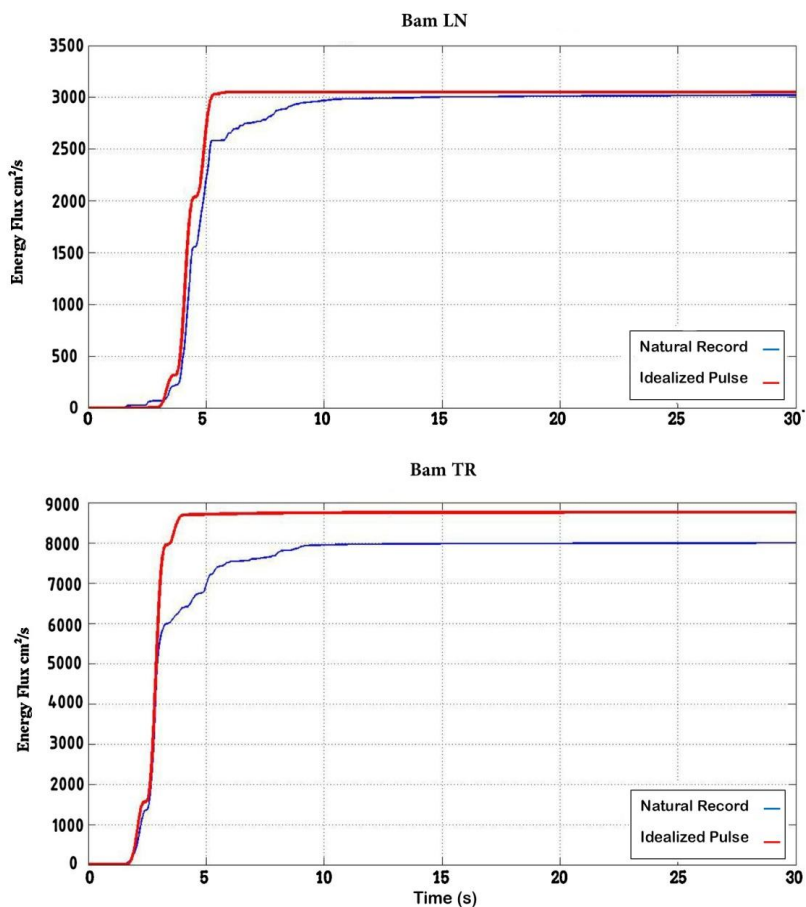 Bam LN
3500
3000
2500
2000
1500
1000
500
0
Energy Flux cm²/s
Natural Record
Idealized Pulse
0 5 10 15 20 25 30
Bam TR
9000
8000
7000
6000
5000
4000
3000
2000
1000
0
Energy Flux cm²/s
Natural Record
Idealized Pulse
0 5 10 15 20 25 30
Time (s)